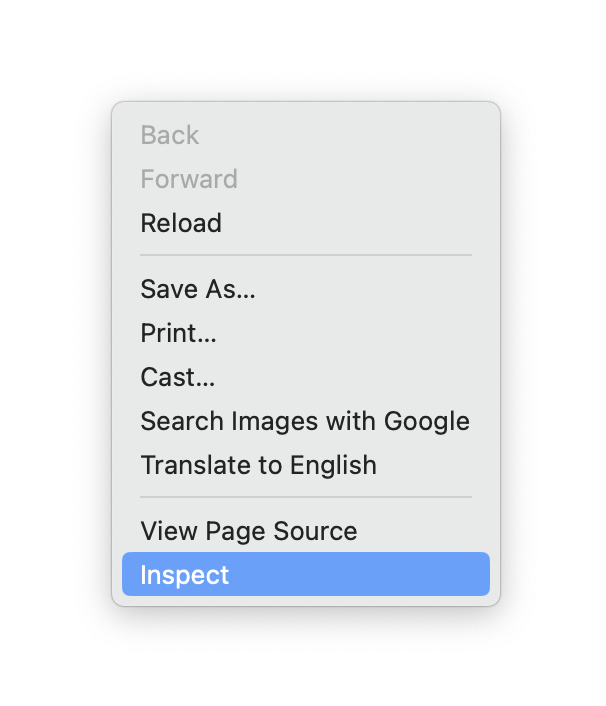 Back
Forward
Reload
Save As...
Print...
Cast...
Search Images with Google
Translate to English
View Page Source
Inspect